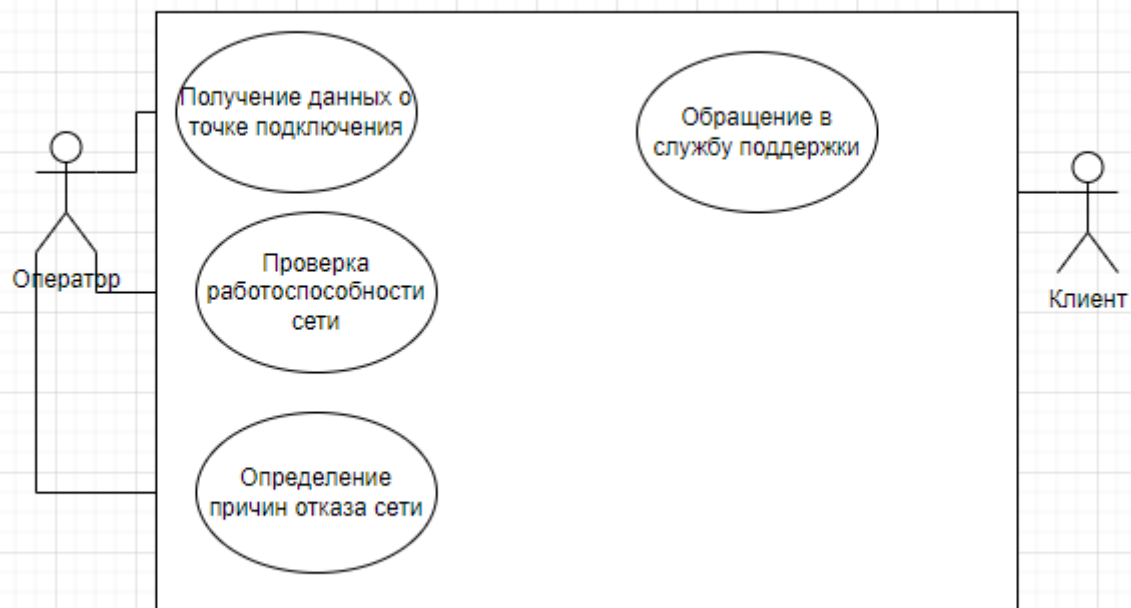 Получение данных о
точке подключения
Обращение в
службу поддержки
Оператор
Проверка
работоспособности
сети
Клиент
Определение
причин отказа сети